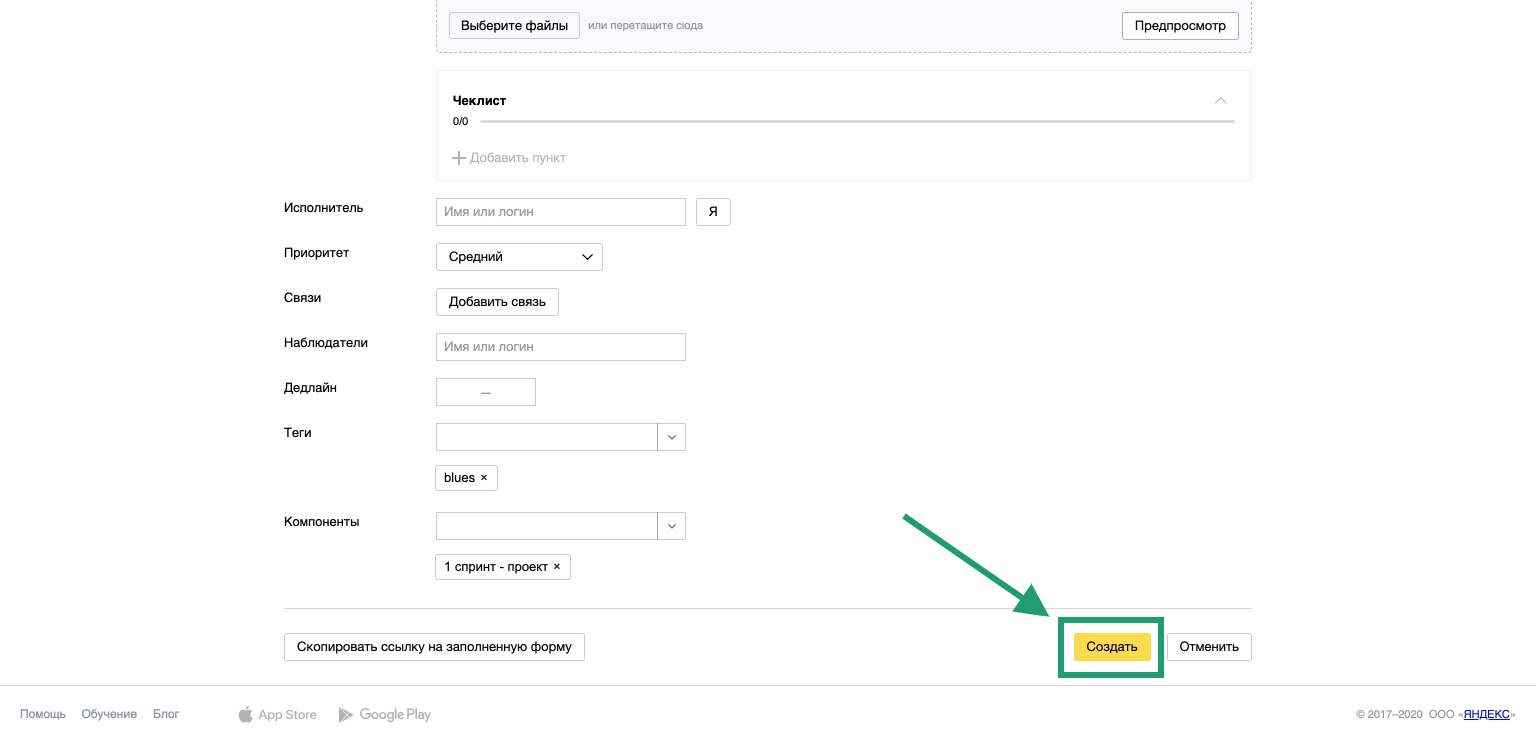 Выберите файлы или перетащите сюда Предпросмотр
Чеклист
0/0
Добавить пункт
Исполнитель Имя или логин Я
Приоритет Средний
Связи Добавить связь
Наблюдатели Имя или логин
Дедлайн —
Теги
blues ×
Компоненты
1 спринт - проект ×
Скопировать ссылку на заполненную форму Создать Отменить
Помощь Обучение Блог App Store Google Play © 2017–2020 ООО «ЯНДЕКС»